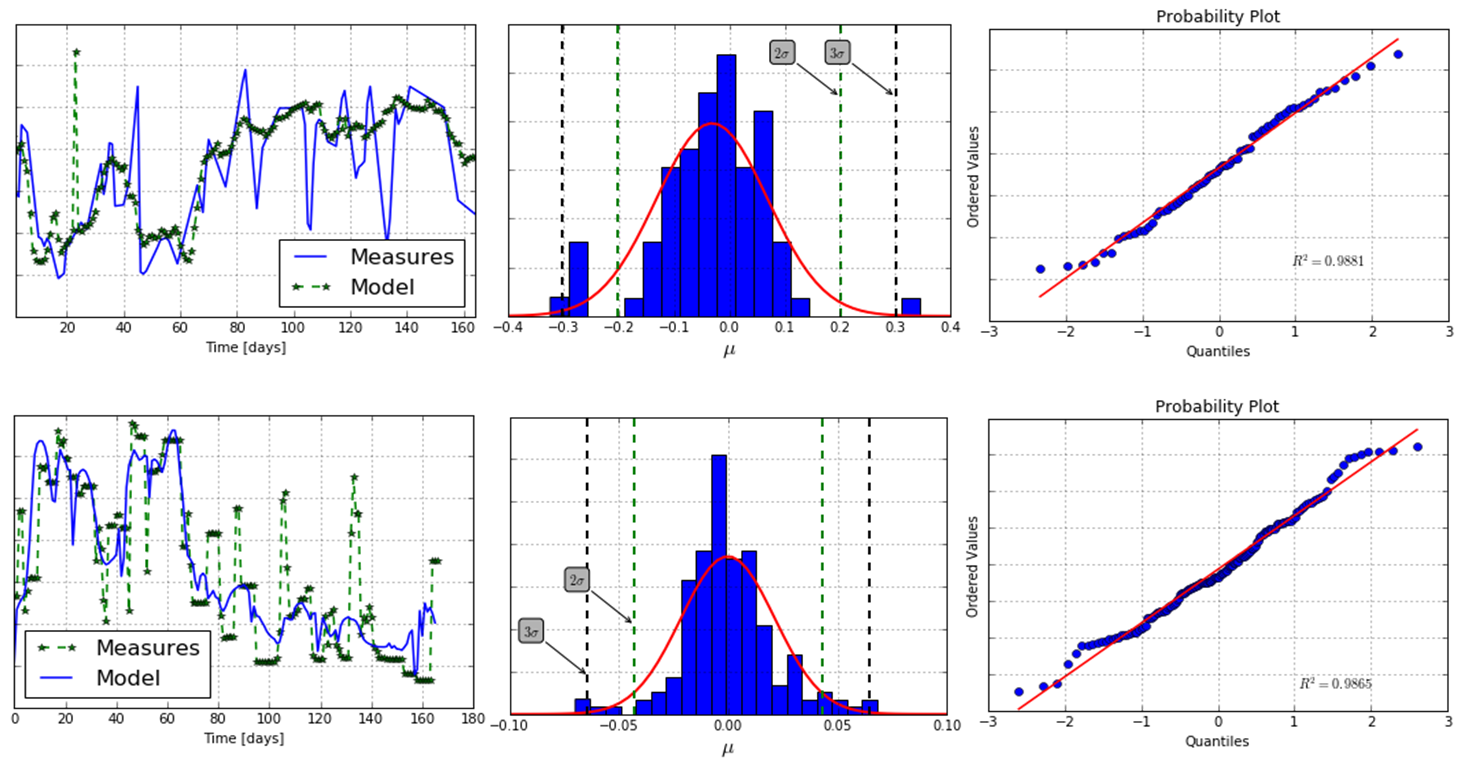 Measures
Model
20 40 60 80 100 120 140 160
Time [days]
2σ 3σ
−0.4 −0.3 −0.2 −0.1 0.0 0.1 0.2 0.3 0.4
μ
Probability Plot
Ordered Values
R² = 0.9881
−3 −2 −1 0 1 2 3
Quantiles
Measures
Model
0 20 40 60 80 100 120 140 160 180
Time [days]
2σ
3σ
−0.10 −0.05 0.00 0.05 0.10
μ
Probability Plot
Ordered Values
R² = 0.9865
−3 −2 −1 0 1 2 3
Quantiles